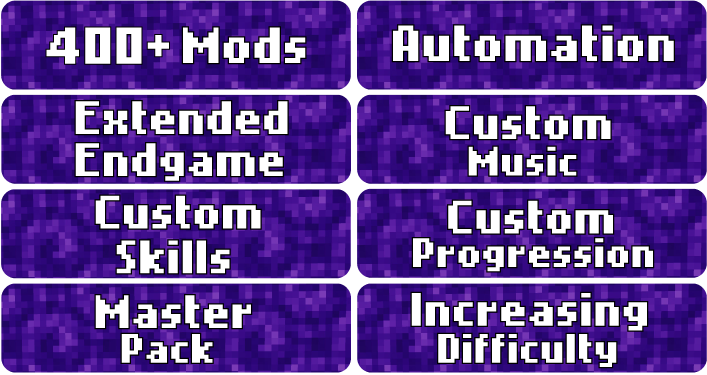 400+ Mods
Automation
Extended
Endgame
Custom
Music
Custom
Skills
Custom
Progression
Master
Pack
Increasing
Difficulty